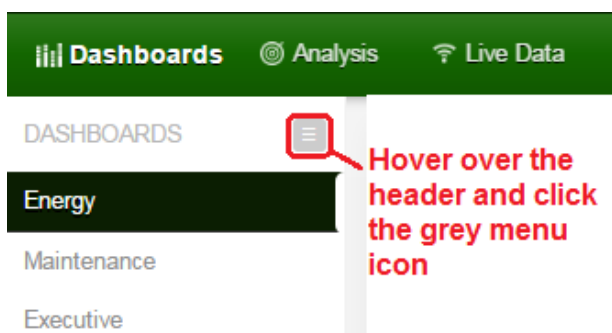 Dashboards Analysis Live Data
DASHBOARDS
Hover over the
header and click
the grey menu
icon
Energy
Maintenance
Executive